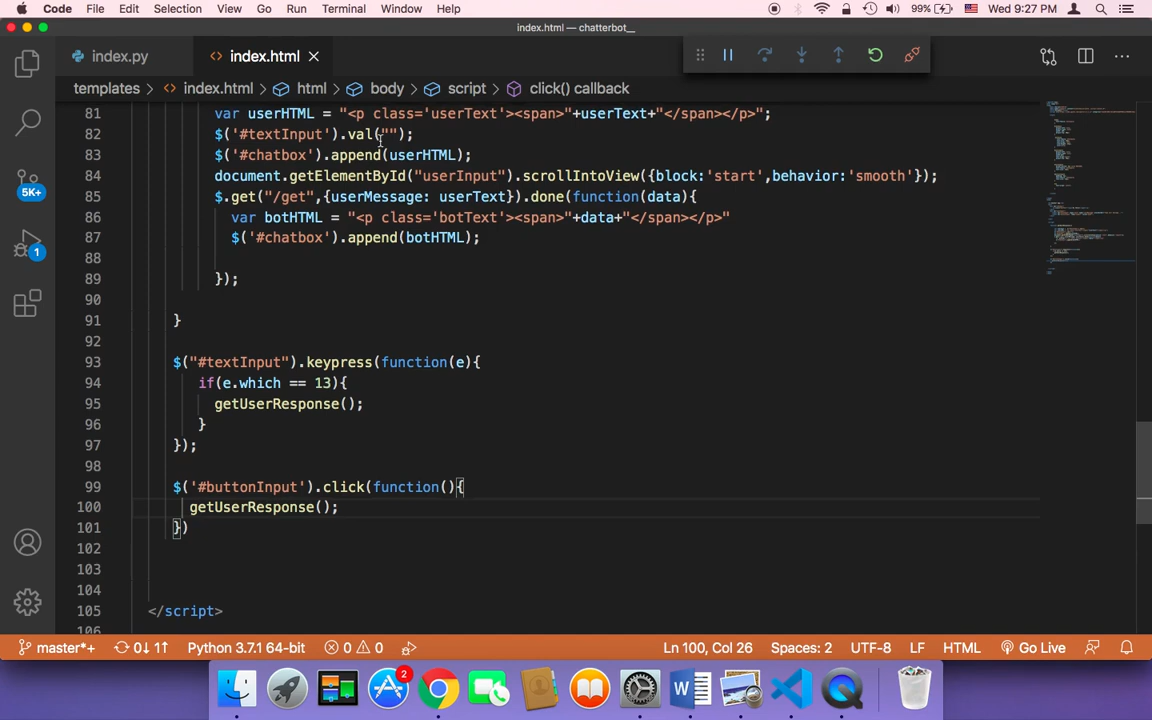 Code File Edit Selection View Go Run Terminal Window Help 99% Wed 9:27 PM
index.html — chatterbot__
index.py index.html
templates > index.html > html > body > script > click() callback
81 var userHTML = "<p class='userText'><span>"+userText+"</span></p>";
82 $('#textInput').val("");
83 $('#chatbox').append(userHTML);
84 document.getElementById("userInput").scrollIntoView({block:'start',behavior:'smooth'});
85 $.get("/get",{userMessage: userText}).done(function(data){
86 var botHTML = "<p class='botText'><span>"+data+"</span></p>"
87 $('#chatbox').append(botHTML);
88
89 });
90
91 }
92
93 $("#textInput").keypress(function(e){
94 if(e.which == 13){
95 getUserResponse();
96 }
97 });
98
99 $('#buttonInput').click(function(){
100 getUserResponse();
101 })
102
103
104
105 </script>
106
5K+
1
master*+ 0↓ 1↑ Python 3.7.1 64-bit 0 0 Ln 100, Col 26 Spaces: 2 UTF-8 LF HTML Go Live
2